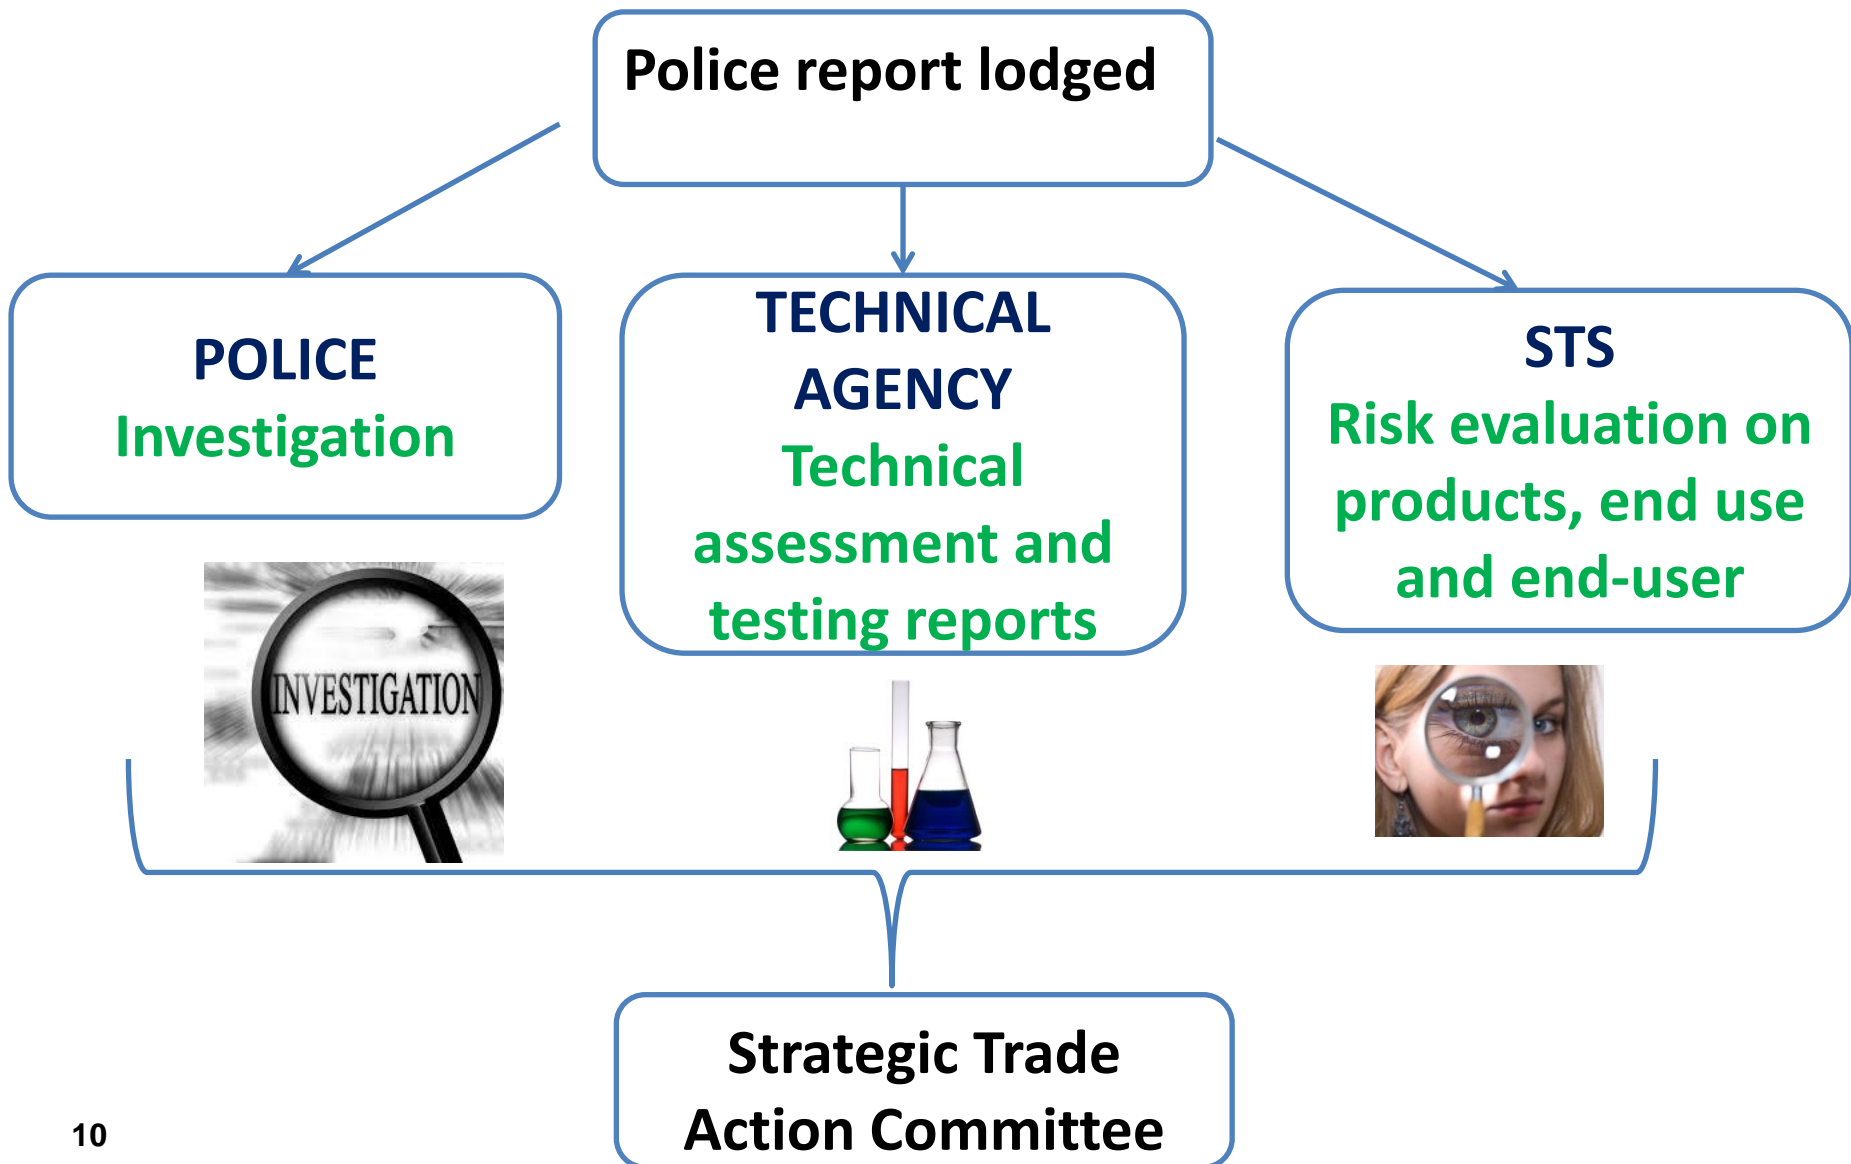 Police report lodged
POLICE
Investigation
TECHNICAL
AGENCY
Technical
assessment and
testing reports
STS
Risk evaluation on
products, end use
and end-user
INVESTIGATION
Strategic Trade
Action Committee
10